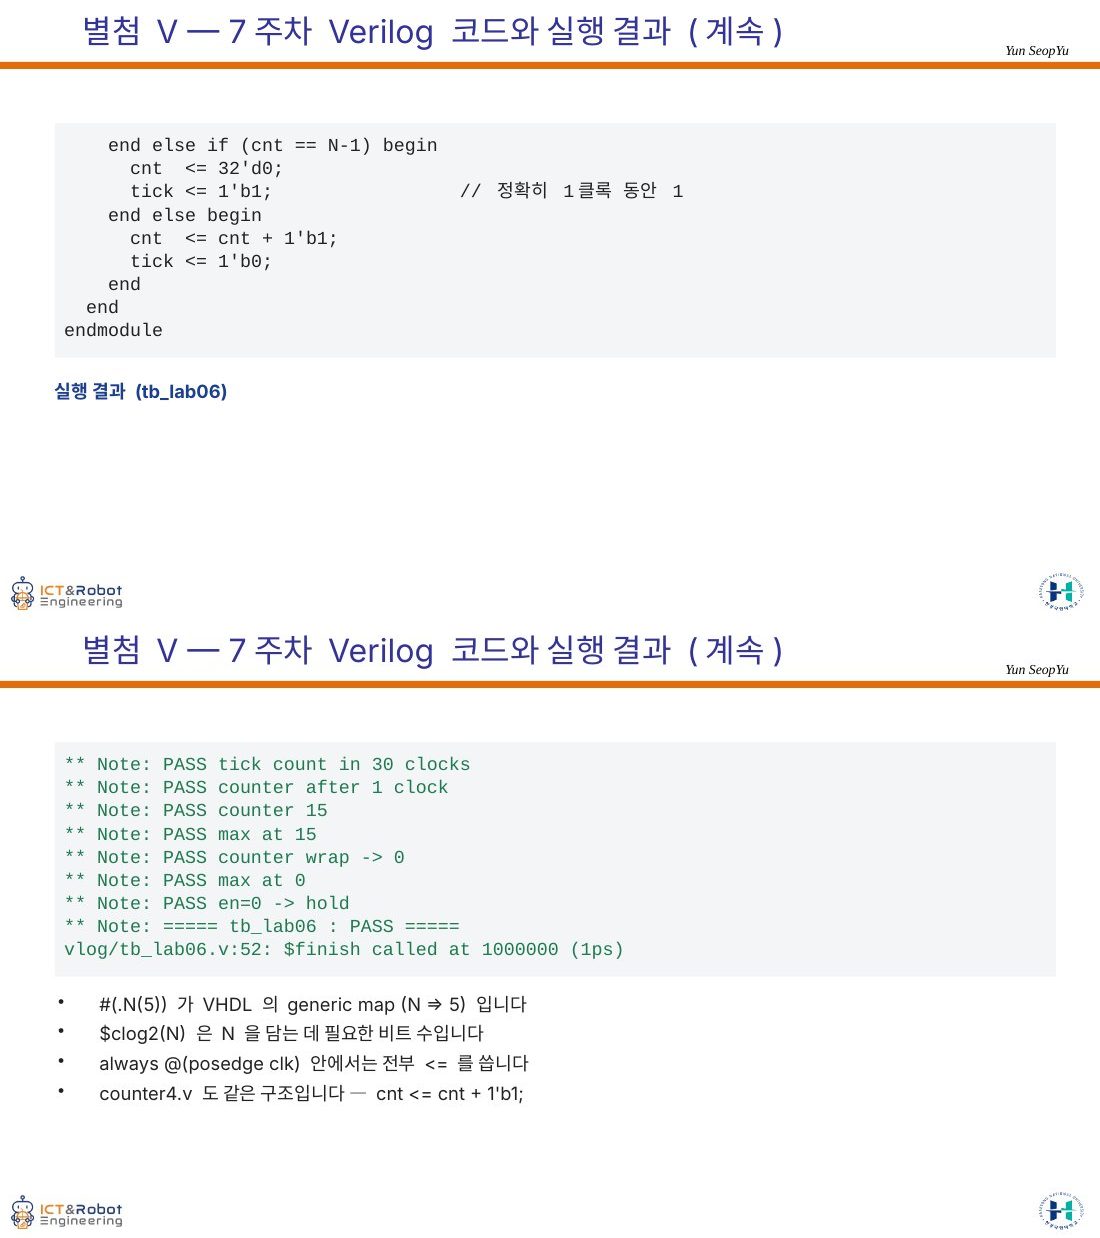 별첨 V — 7 주차 Verilog 코드와 실행 결과 ( 계속 )
Yun SeopYu
    end else if (cnt == N-1) begin
      cnt  <= 32'd0;
      tick <= 1'b1;                 // 정확히 1 클록 동안 1
    end else begin
      cnt  <= cnt + 1'b1;
      tick <= 1'b0;
    end
  end
endmodule
실행 결과 (tb_lab06)
ICT&Robot
Engineering
별첨 V — 7 주차 Verilog 코드와 실행 결과 ( 계속 )
Yun SeopYu
** Note: PASS tick count in 30 clocks
** Note: PASS counter after 1 clock
** Note: PASS counter 15
** Note: PASS max at 15
** Note: PASS counter wrap -> 0
** Note: PASS max at 0
** Note: PASS en=0 -> hold
** Note: ===== tb_lab06 : PASS =====
vlog/tb_lab06.v:52: $finish called at 1000000 (1ps)
• #(.N(5)) 가 VHDL 의 generic map (N => 5) 입니다
• $clog2(N) 은 N 을 담는 데 필요한 비트 수입니다
• always @(posedge clk) 안에서는 전부 <= 를 씁니다
• counter4.v 도 같은 구조입니다 — cnt <= cnt + 1'b1;
ICT&Robot
Engineering